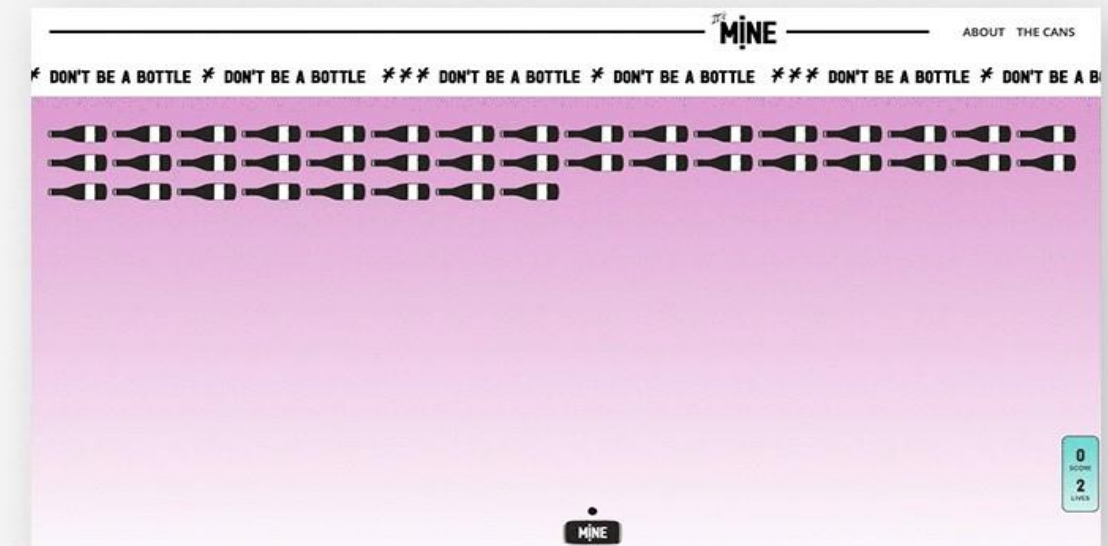 The
MiNE
ABOUT THE CANS
* DON'T BE A BOTTLE * DON'T BE A BOTTLE *** DON'T BE A BOTTLE * DON'T BE A BOTTLE *** DON'T BE A BOTTLE * DON'T BE A B
0
SCORE
2
LIVES
MiNE